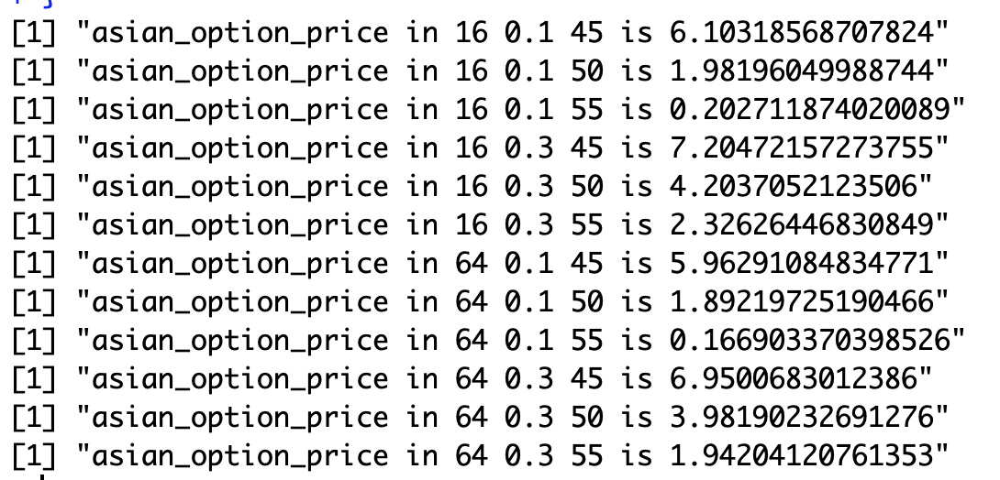 [1] "asian_option_price in 16 0.1 45 is 6.10318568707824"
[1] "asian_option_price in 16 0.1 50 is 1.98196049988744"
[1] "asian_option_price in 16 0.1 55 is 0.202711874020089"
[1] "asian_option_price in 16 0.3 45 is 7.20472157273755"
[1] "asian_option_price in 16 0.3 50 is 4.2037052123506"
[1] "asian_option_price in 16 0.3 55 is 2.32626446830849"
[1] "asian_option_price in 64 0.1 45 is 5.96291084834771"
[1] "asian_option_price in 64 0.1 50 is 1.89219725190466"
[1] "asian_option_price in 64 0.1 55 is 0.166903370398526"
[1] "asian_option_price in 64 0.3 45 is 6.9500683012386"
[1] "asian_option_price in 64 0.3 50 is 3.98190232691276"
[1] "asian_option_price in 64 0.3 55 is 1.94204120761353"